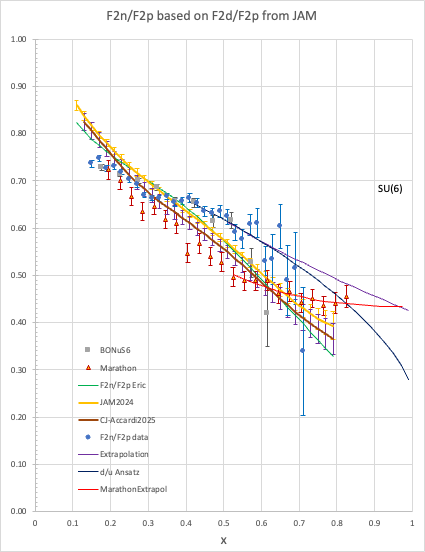 F2n/F2p based on F2d/F2p from JAM
1.00
0.90
0.80
0.70
0.60
0.50
0.40
0.30
0.20
0.10
0.00
SU(6)
BONuS6
Marathon
F2n/F2p Eric
JAM2024
CJ-Accardi2025
F2n/F2p data
Extrapolation
d/u Ansatz
MarathonExtrapol
0 0.1 0.2 0.3 0.4 0.5 0.6 0.7 0.8 0.9 1
X